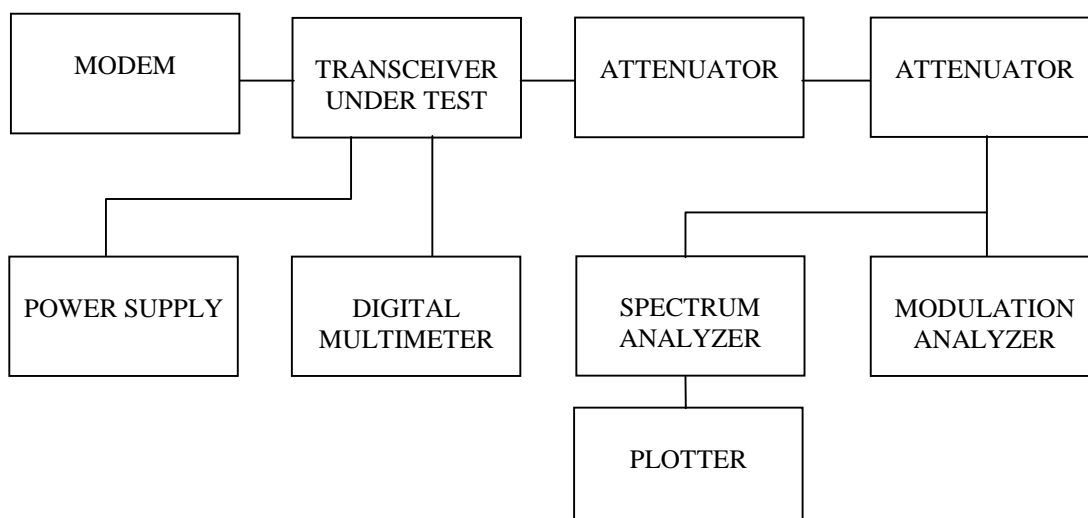 MODEM
TRANSCEIVER
UNDER TEST
ATTENUATOR
ATTENUATOR
POWER SUPPLY
DIGITAL
MULTIMETER
SPECTRUM
ANALYZER
MODULATION
ANALYZER
PLOTTER